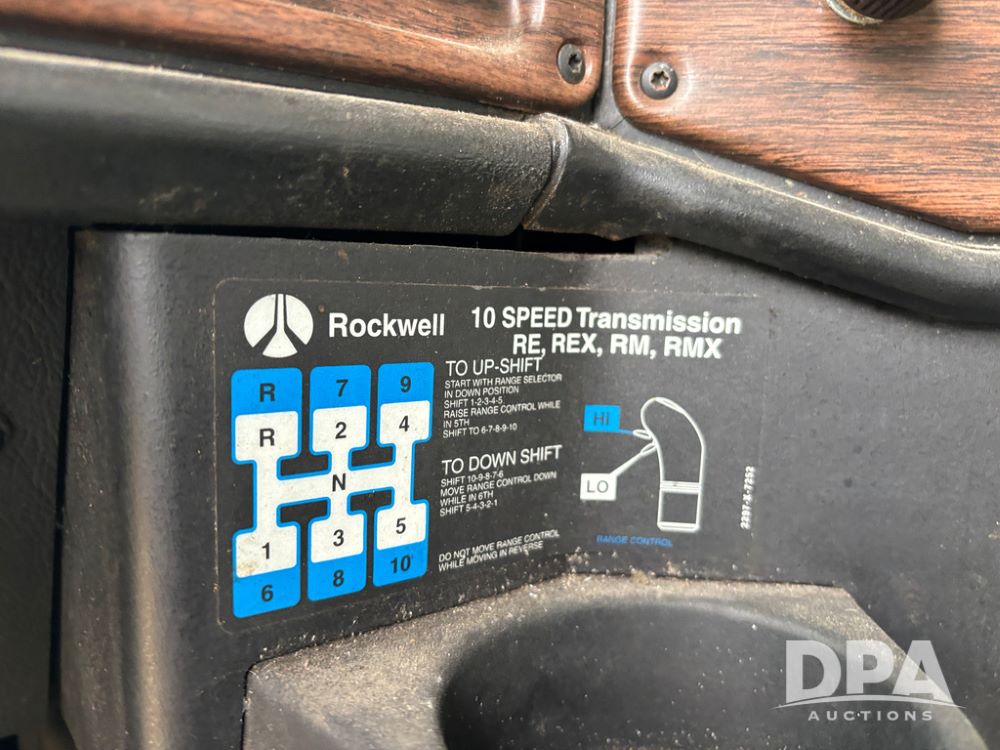 Rockwell
10 SPEED Transmission
RE, REX, RM, RMX
R 7 9
R 2 4
N
1 3 5
6 8 10
TO UP-SHIFT
START WITH RANGE SELECTOR
IN DOWN POSITION
SHIFT 1-2-3-4-5
RAISE RANGE CONTROL WHILE
IN 5TH
SHIFT TO 6-7-8-9-10
TO DOWN SHIFT
SHIFT 10-9-8-7-6
MOVE RANGE CONTROL DOWN
WHILE IN 6TH
SHIFT 5-4-3-2-1
DO NOT MOVE RANGE CONTROL
WHILE MOVING IN REVERSE
HI
LO
RANGE CONTROL
2297-X-7252
DPA
AUCTIONS